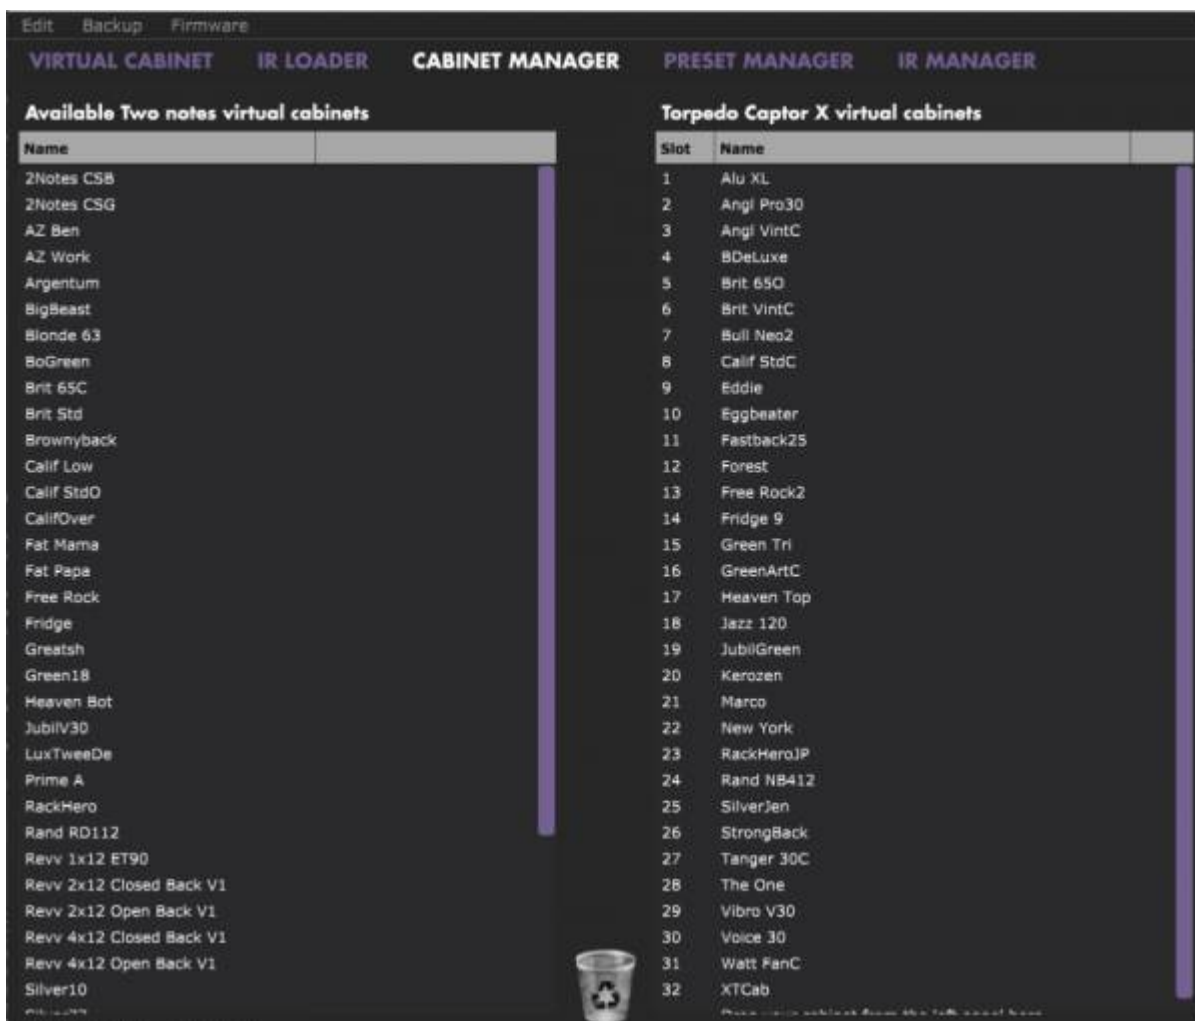 Edit Backup Firmware
VIRTUAL CABINET IR LOADER CABINET MANAGER PRESET MANAGER IR MANAGER
Available Two notes virtual cabinets
Name
2Notes CSB
2Notes CSG
AZ Ben
AZ Work
Argentum
BigBeast
Blonde 63
BoGreen
Brit 65C
Brit Std
Brownyback
Calif Low
Calif StdO
CalifOver
Fat Mama
Fat Papa
Free Rock
Fridge
Greatsh
Green18
Heaven Bot
JubilV30
LuxTweeDe
Prime A
RackHero
Rand RD112
Revv 1x12 ET90
Revv 2x12 Closed Back V1
Revv 2x12 Open Back V1
Revv 4x12 Closed Back V1
Revv 4x12 Open Back V1
Silver10
Torpedo Captor X virtual cabinets
Slot Name
1 Alu XL
2 Angl Pro30
3 Angl VintC
4 BDeLuxe
5 Brit 65O
6 Brit VintC
7 Bull Neo2
8 Calif StdC
9 Eddie
10 Eggbeater
11 Fastback25
12 Forest
13 Free Rock2
14 Fridge 9
15 Green Tri
16 GreenArtC
17 Heaven Top
18 Jazz 120
19 JubilGreen
20 Kerozen
21 Marco
22 New York
23 RackHeroJP
24 Rand NB412
25 SilverJen
26 StrongBack
27 Tanger 30C
28 The One
29 Vibro V30
30 Voice 30
31 Watt FanC
32 XTCab
your cabinet from the left panel here